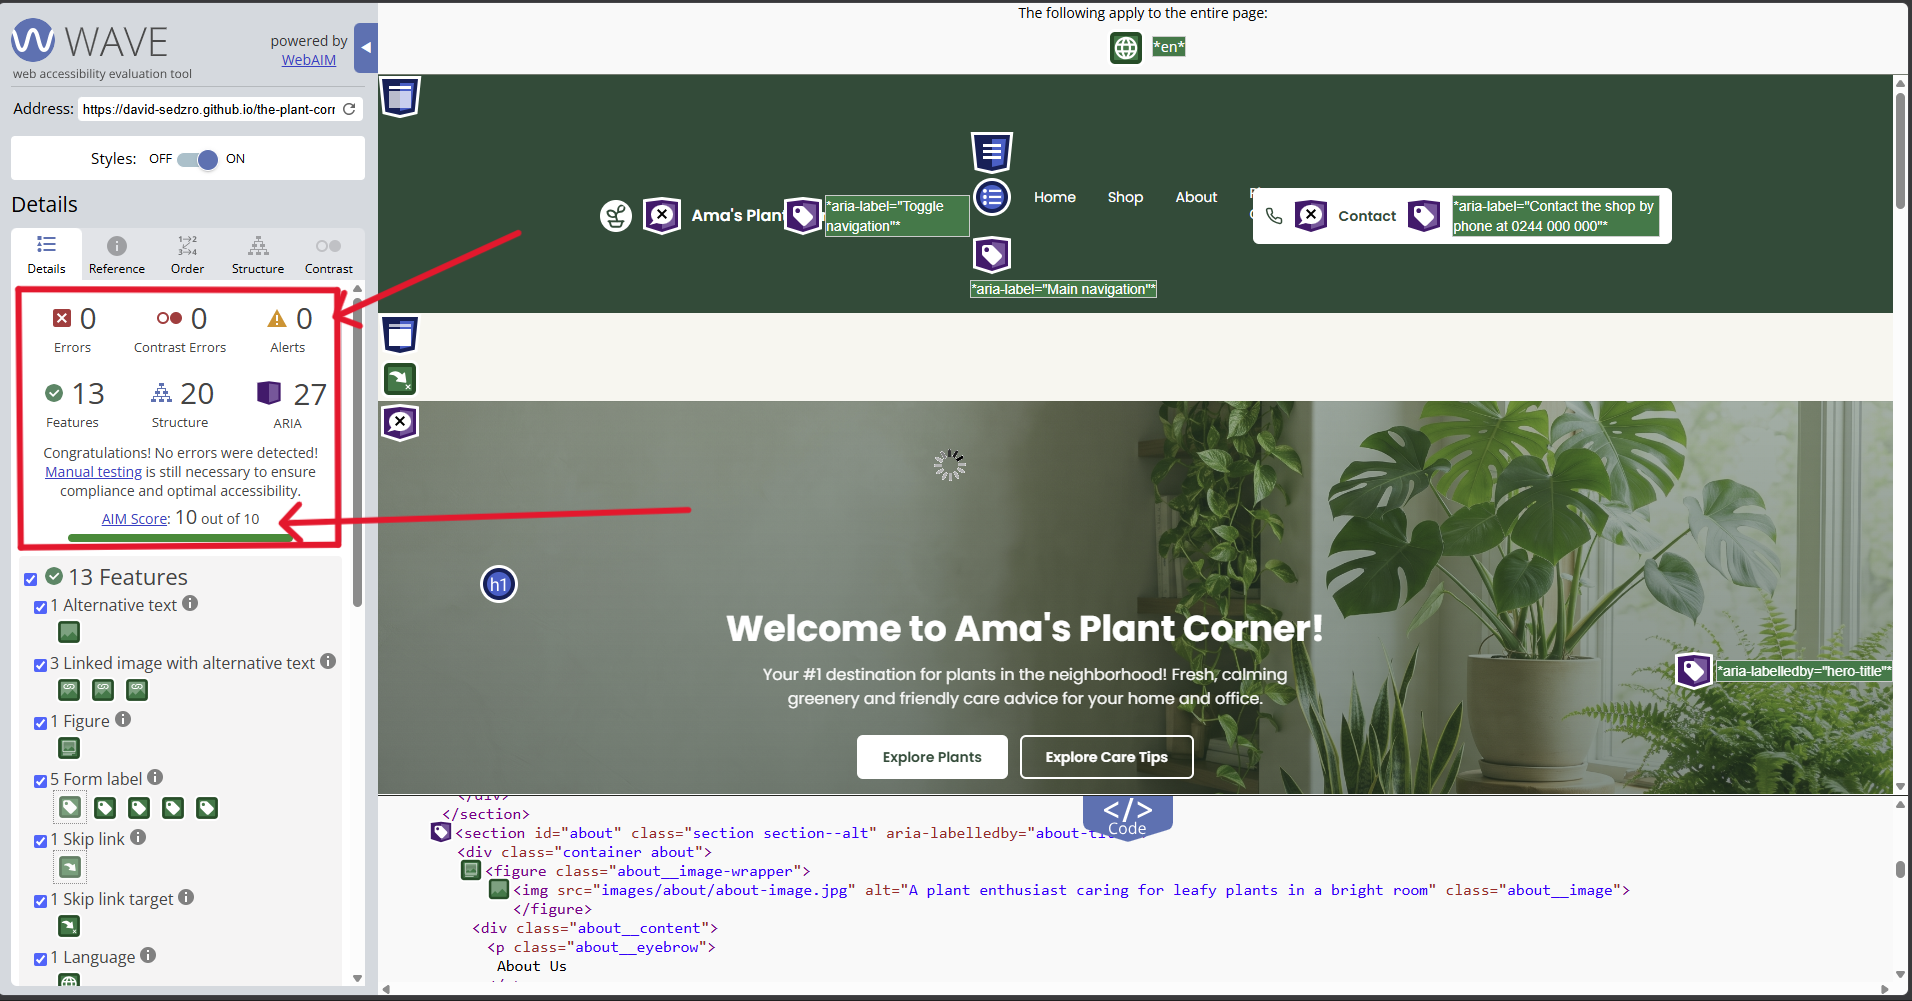 WAVE
web accessibility evaluation tool
powered by
WebAIM
Address: https://david-sedzro.github.io/the-plant-corr
Styles: OFF ON
Details
Details Reference Order Structure Contrast
0 0 0
Errors Contrast Errors Alerts
13 20 27
Features Structure ARIA
Congratulations! No errors were detected!
Manual testing is still necessary to ensure
compliance and optimal accessibility.
AIM Score: 10 out of 10
13 Features
1 Alternative text
3 Linked image with alternative text
1 Figure
5 Form label
1 Skip link
1 Skip link target
1 Language
The following apply to the entire page:
*en*
Ama's Plant
*aria-label="Toggle
navigation"*
Home Shop About
Contact
*aria-label="Contact the shop by
phone at 0244 000 000"*
*aria-label="Main navigation"*
h1
Welcome to Ama's Plant Corner!
Your #1 destination for plants in the neighborhood! Fresh, calming
greenery and friendly care advice for your home and office.
*aria-labelledby="hero-title"*
Explore Plants Explore Care Tips
</> Code
</div>
</section>
<section id="about" class="section section--alt" aria-labelledby="about-
<div class="container about">
<figure class="about__image-wrapper">
<img src="images/about/about-image.jpg" alt="A plant enthusiast caring for leafy plants in a bright room" class="about__image">
</figure>
<div class="about__content">
<p class="about__eyebrow">
About Us